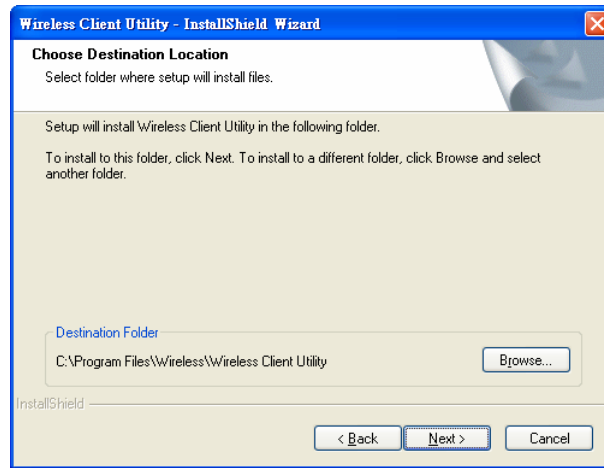 Wireless Client Utility - InstallShield Wizard
Choose Destination Location
Select folder where setup will install files.
Setup will install Wireless Client Utility in the following folder.
To install to this folder, click Next. To install to a different folder, click Browse and select
another folder.
Destination Folder
C:\Program Files\Wireless\Wireless Client Utility
Browse...
InstallShield
< Back
Next >
Cancel